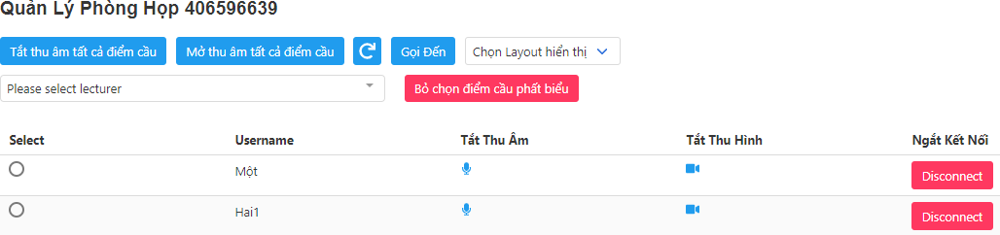 Quản Lý Phòng Họp 406596639
Tắt thu âm tất cả điểm cầu Mở thu âm tất cả điểm cầu Gọi Đến Chọn Layout hiển thị
Please select lecturer Bỏ chọn điểm cầu phát biểu
Select Username Tắt Thu Âm Tắt Thu Hình Ngắt Kết Nối
Một Disconnect
Hai1 Disconnect